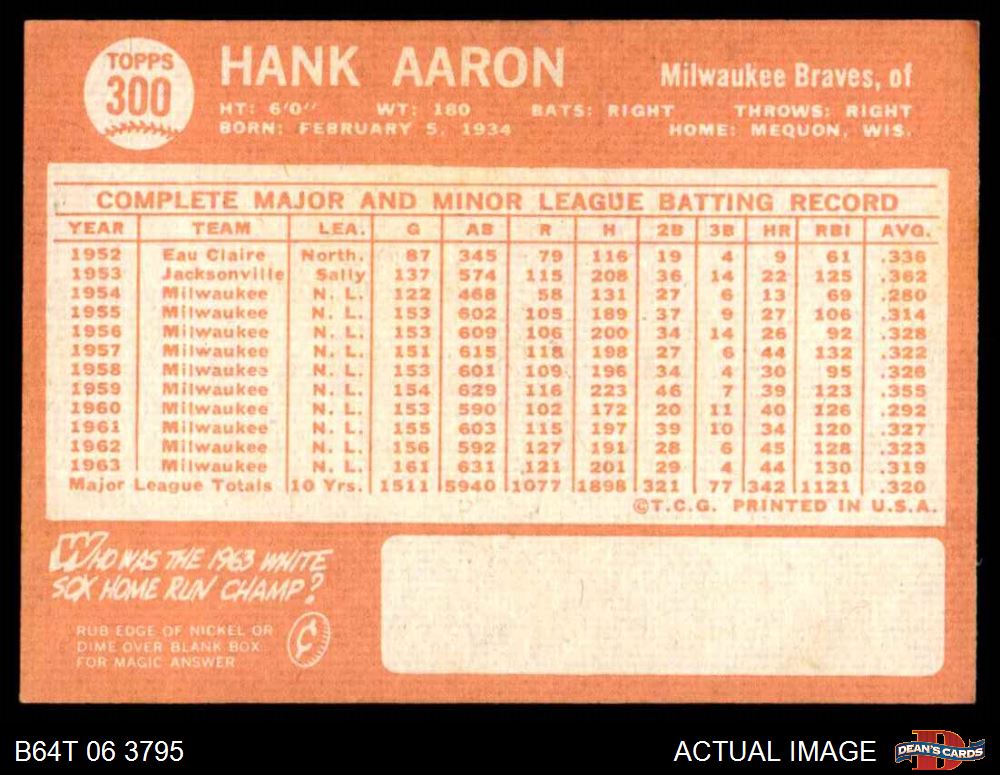 TOPPS
300
HANK AARON
Milwaukee Braves, of
HT: 6'0" WT: 180 BATS: RIGHT THROWS: RIGHT
BORN: FEBRUARY 5, 1934 HOME: MEQUON, WIS.
COMPLETE MAJOR AND MINOR LEAGUE BATTING RECORD
YEAR TEAM LEA. G AB R H 2B 3B HR RBI AVG.
1952 Eau Claire North. 87 345 79 116 19 4 9 61 .336
1953 Jacksonville Sally 137 574 115 208 36 14 22 125 .362
1954 Milwaukee N. L. 122 468 58 131 27 6 13 69 .280
1955 Milwaukee N. L. 153 602 105 189 37 9 27 106 .314
1956 Milwaukee N. L. 153 609 106 200 34 14 26 92 .328
1957 Milwaukee N. L. 151 615 118 198 27 6 44 132 .322
1958 Milwaukee N. L. 153 601 109 196 34 4 30 95 .326
1959 Milwaukee N. L. 154 629 116 223 46 7 39 123 .355
1960 Milwaukee N. L. 153 590 102 172 20 11 40 126 .292
1961 Milwaukee N. L. 155 603 115 197 39 10 34 120 .327
1962 Milwaukee N. L. 156 592 127 191 28 6 45 128 .323
1963 Milwaukee N. L. 161 631 121 201 29 4 44 130 .319
Major League Totals 10 Yrs. 1511 5940 1077 1898 321 77 342 1121 .320
©T.C.G. PRINTED IN U.S.A.
WHO WAS THE 1963 WHITE
SOX HOME RUN CHAMP?
RUB EDGE OF NICKEL OR
DIME OVER BLANK BOX
FOR MAGIC ANSWER
B64T 06 3795
ACTUAL IMAGE
DEAN'S CARDS